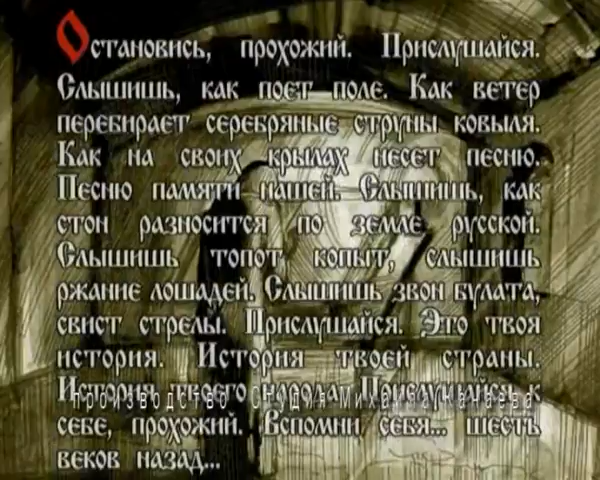 Остановись, прохожий. Прислушайся.
Слышишь, как поет поле. Как ветер
перебирает серебряные струны ковыля.
Как на своих крылах несет песню.
Песню памяти нашей. Слышишь, как
стон разносится по земле русской.
Слышишь топот копыт, слышишь
ржание лошадей. Слышишь звон булата,
свист стрелы. Прислушайся. Это твоя
история. История твоей страны.
История твоего народа. Прислушайся к
производство Студия Михаила
себе, прохожий. Вспомни себя... шесть
веков назад...